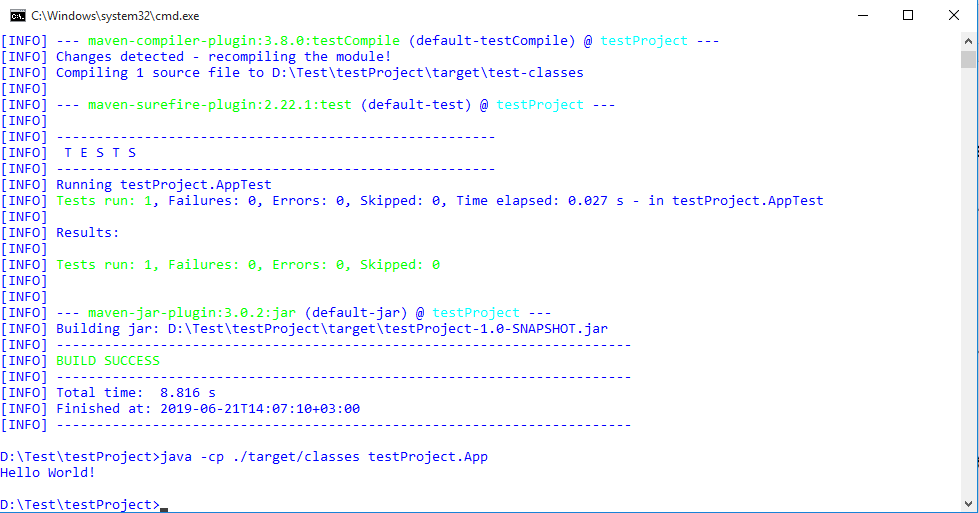 C:\Windows\system32\cmd.exe
[INFO] --- maven-compiler-plugin:3.8.0:testCompile (default-testCompile) @ testProject ---
[INFO] Changes detected - recompiling the module!
[INFO] Compiling 1 source file to D:\Test\testProject\target\test-classes
[INFO]
[INFO] --- maven-surefire-plugin:2.22.1:test (default-test) @ testProject ---
[INFO]
[INFO] -------------------------------------------------------
[INFO]  T E S T S
[INFO] -------------------------------------------------------
[INFO] Running testProject.AppTest
[INFO] Tests run: 1, Failures: 0, Errors: 0, Skipped: 0, Time elapsed: 0.027 s - in testProject.AppTest
[INFO]
[INFO] Results:
[INFO]
[INFO] Tests run: 1, Failures: 0, Errors: 0, Skipped: 0
[INFO]
[INFO]
[INFO] --- maven-jar-plugin:3.0.2:jar (default-jar) @ testProject ---
[INFO] Building jar: D:\Test\testProject\target\testProject-1.0-SNAPSHOT.jar
[INFO] ------------------------------------------------------------------------
[INFO] BUILD SUCCESS
[INFO] ------------------------------------------------------------------------
[INFO] Total time:  8.816 s
[INFO] Finished at: 2019-06-21T14:07:10+03:00
[INFO] ------------------------------------------------------------------------
D:\Test\testProject>java -cp ./target/classes testProject.App
Hello World!
D:\Test\testProject>